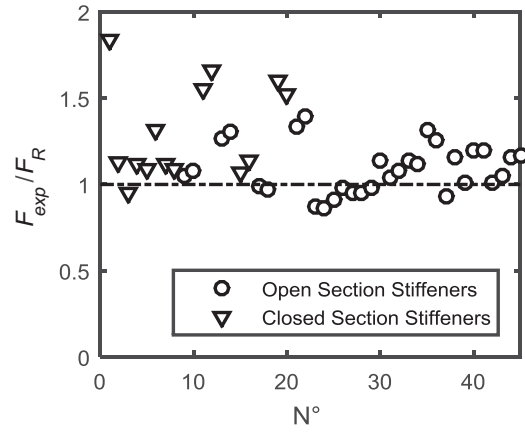 2
1.5
1
0.5
0
F_exp/F_R
Open Section Stiffeners
Closed Section Stiffeners
0 10 20 30 40
N°